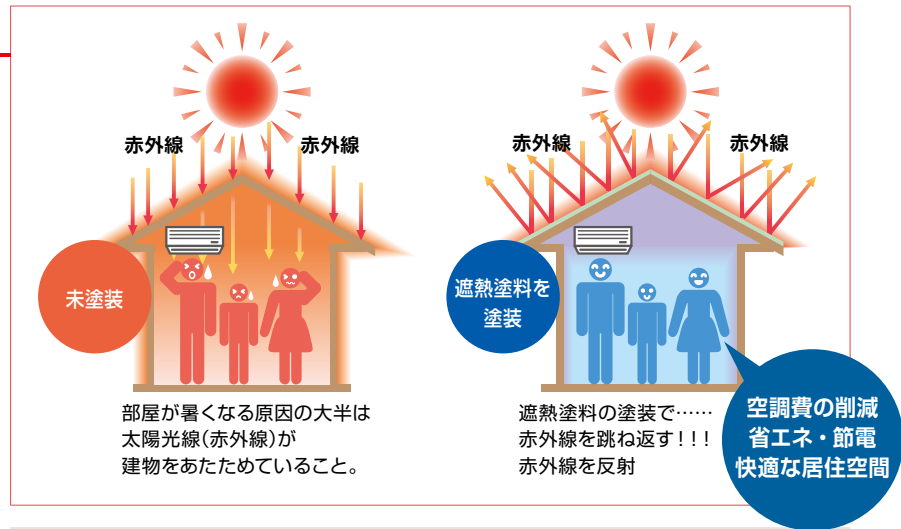 赤外線
赤外線
未塗装
部屋が暑くなる原因の大半は
太陽光線(赤外線)が
建物をあたためていること。
赤外線
赤外線
遮熱塗料を
塗装
遮熱塗料の塗装で……
赤外線を跳ね返す!!!
赤外線を反射
空調費の削減
省エネ・節電
快適な居住空間